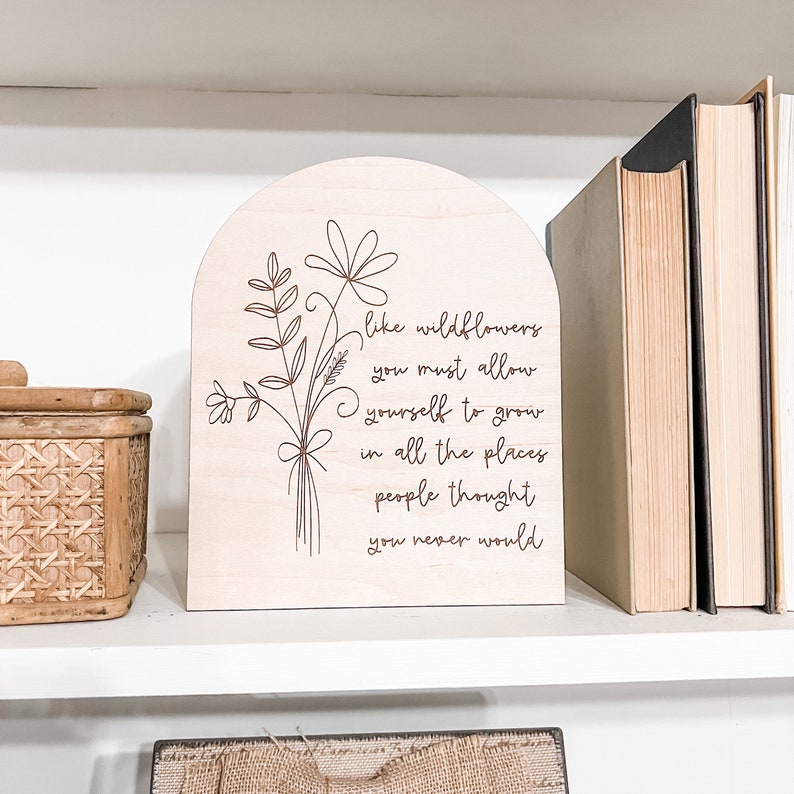 like wildflowers
you must allow
yourself to grow
in all the places
people thought
you never would